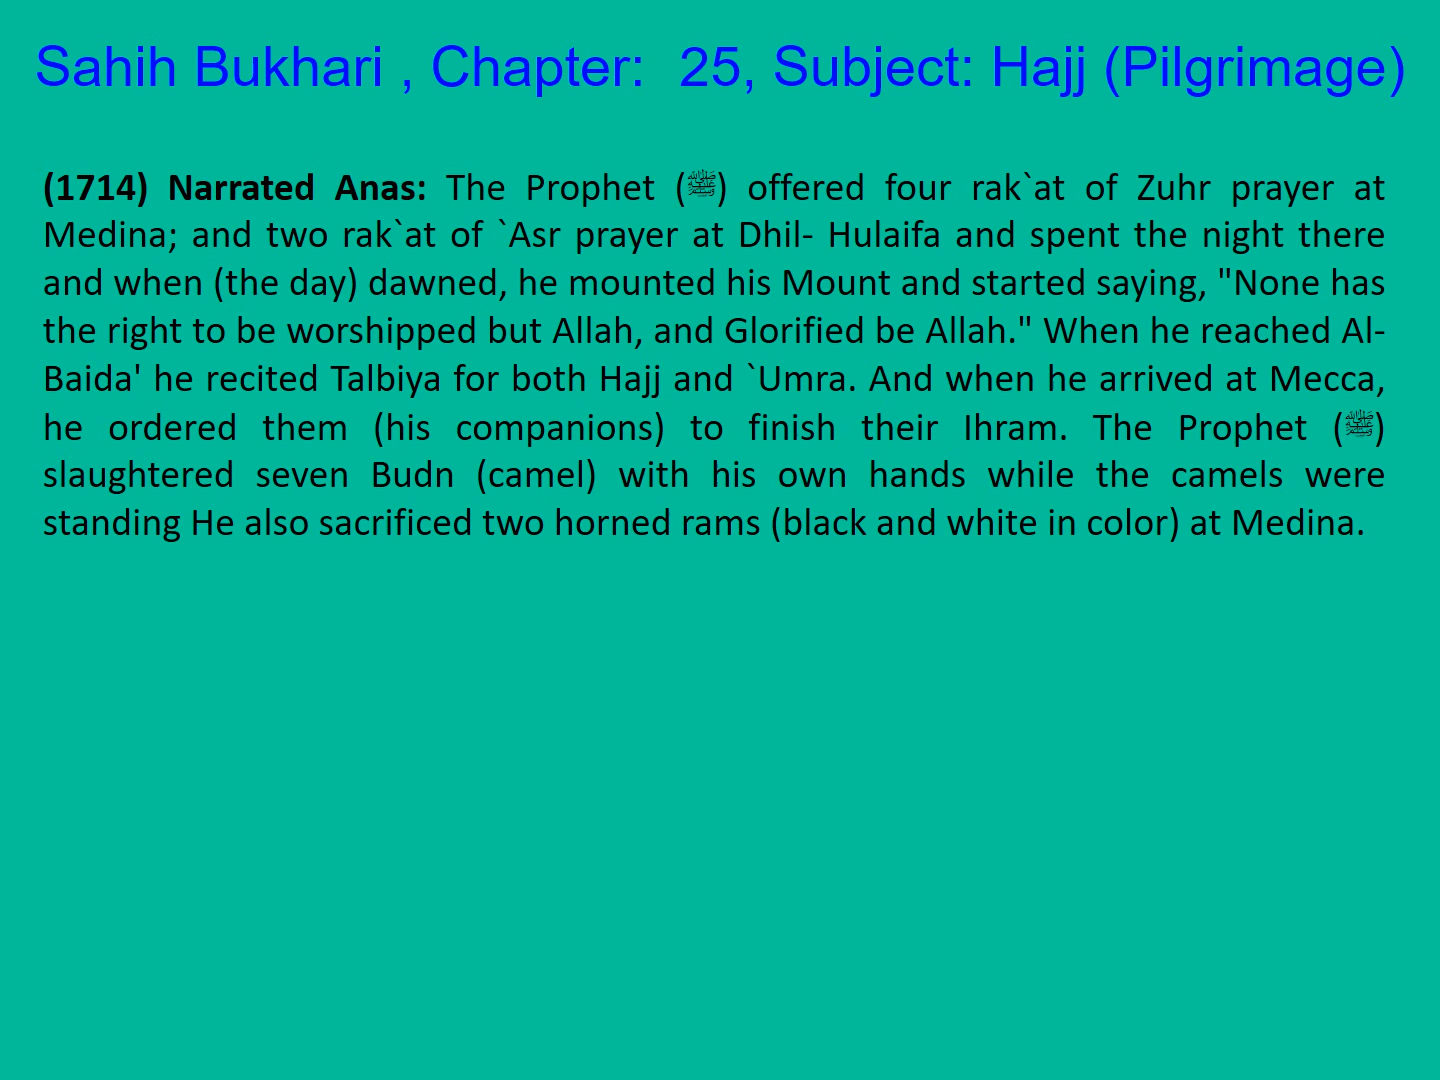 Sahih Bukhari , Chapter:  25, Subject: Hajj (Pilgrimage)
(1714) Narrated Anas: The Prophet (ﷺ) offered four rak`at of Zuhr prayer at
Medina; and two rak`at of `Asr prayer at Dhil- Hulaifa and spent the night there
and when (the day) dawned, he mounted his Mount and started saying, "None has
the right to be worshipped but Allah, and Glorified be Allah." When he reached Al-
Baida' he recited Talbiya for both Hajj and `Umra. And when he arrived at Mecca,
he ordered them (his companions) to finish their Ihram. The Prophet (ﷺ)
slaughtered seven Budn (camel) with his own hands while the camels were
standing He also sacrificed two horned rams (black and white in color) at Medina.